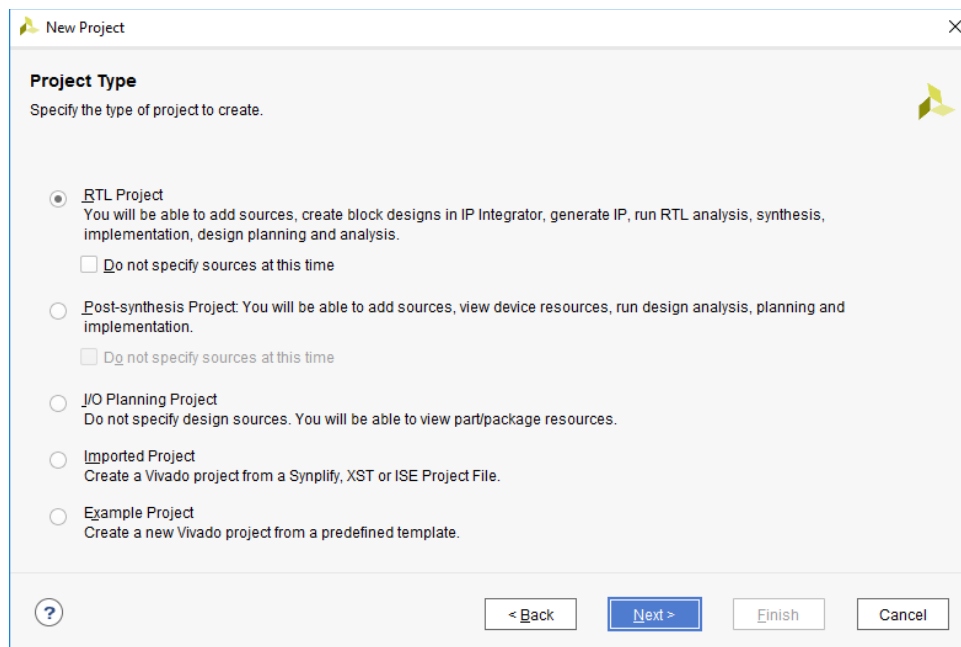 New Project
Project Type
Specify the type of project to create.
RTL Project
You will be able to add sources, create block designs in IP Integrator, generate IP, run RTL analysis, synthesis,
implementation, design planning and analysis.
Do not specify sources at this time
Post-synthesis Project: You will be able to add sources, view device resources, run design analysis, planning and
implementation.
Do not specify sources at this time
I/O Planning Project
Do not specify design sources. You will be able to view part/package resources.
Imported Project
Create a Vivado project from a Synplify, XST or ISE Project File.
Example Project
Create a new Vivado project from a predefined template.
? < Back Next > Finish Cancel